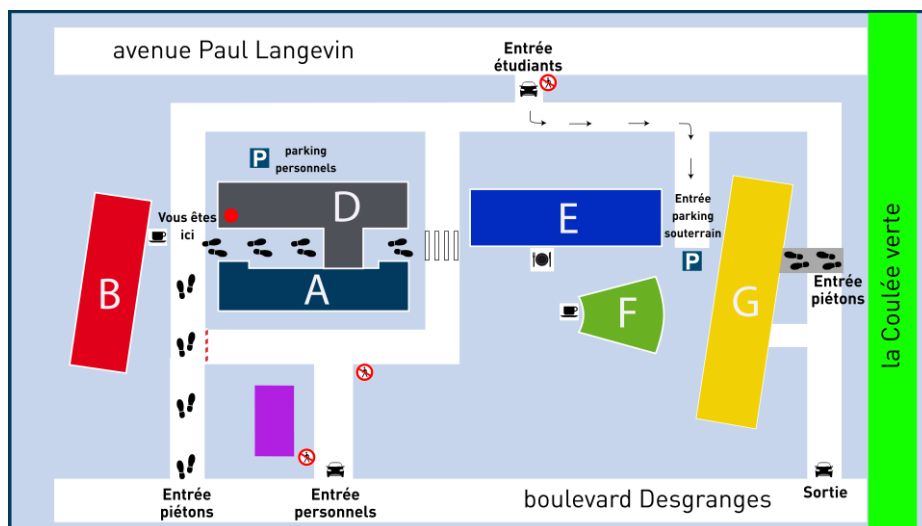 avenue Paul Langevin
Entrée
étudiants
P
parking
personnels
D
Vous êtes
ici
E
Entrée
parking
souterrain
P
B
A
F
G
Entrée
piétons
la Coulée verte
Entrée
piétons
Entrée
personnels
boulevard Desgranges
Sortie